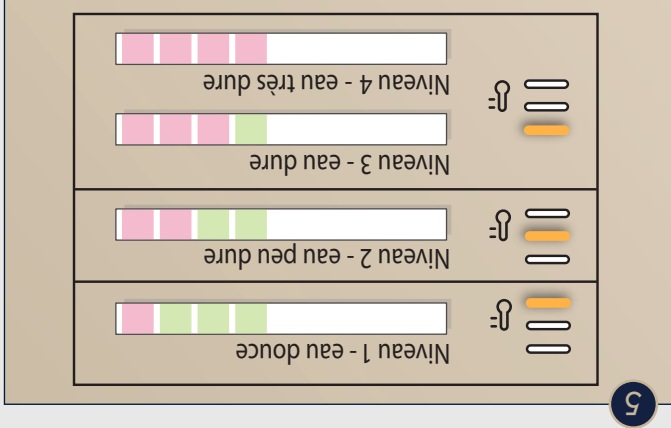 5
Niveau 1 - eau douce
Niveau 2 - eau peu dure
Niveau 3 - eau dure
Niveau 4 - eau très dure